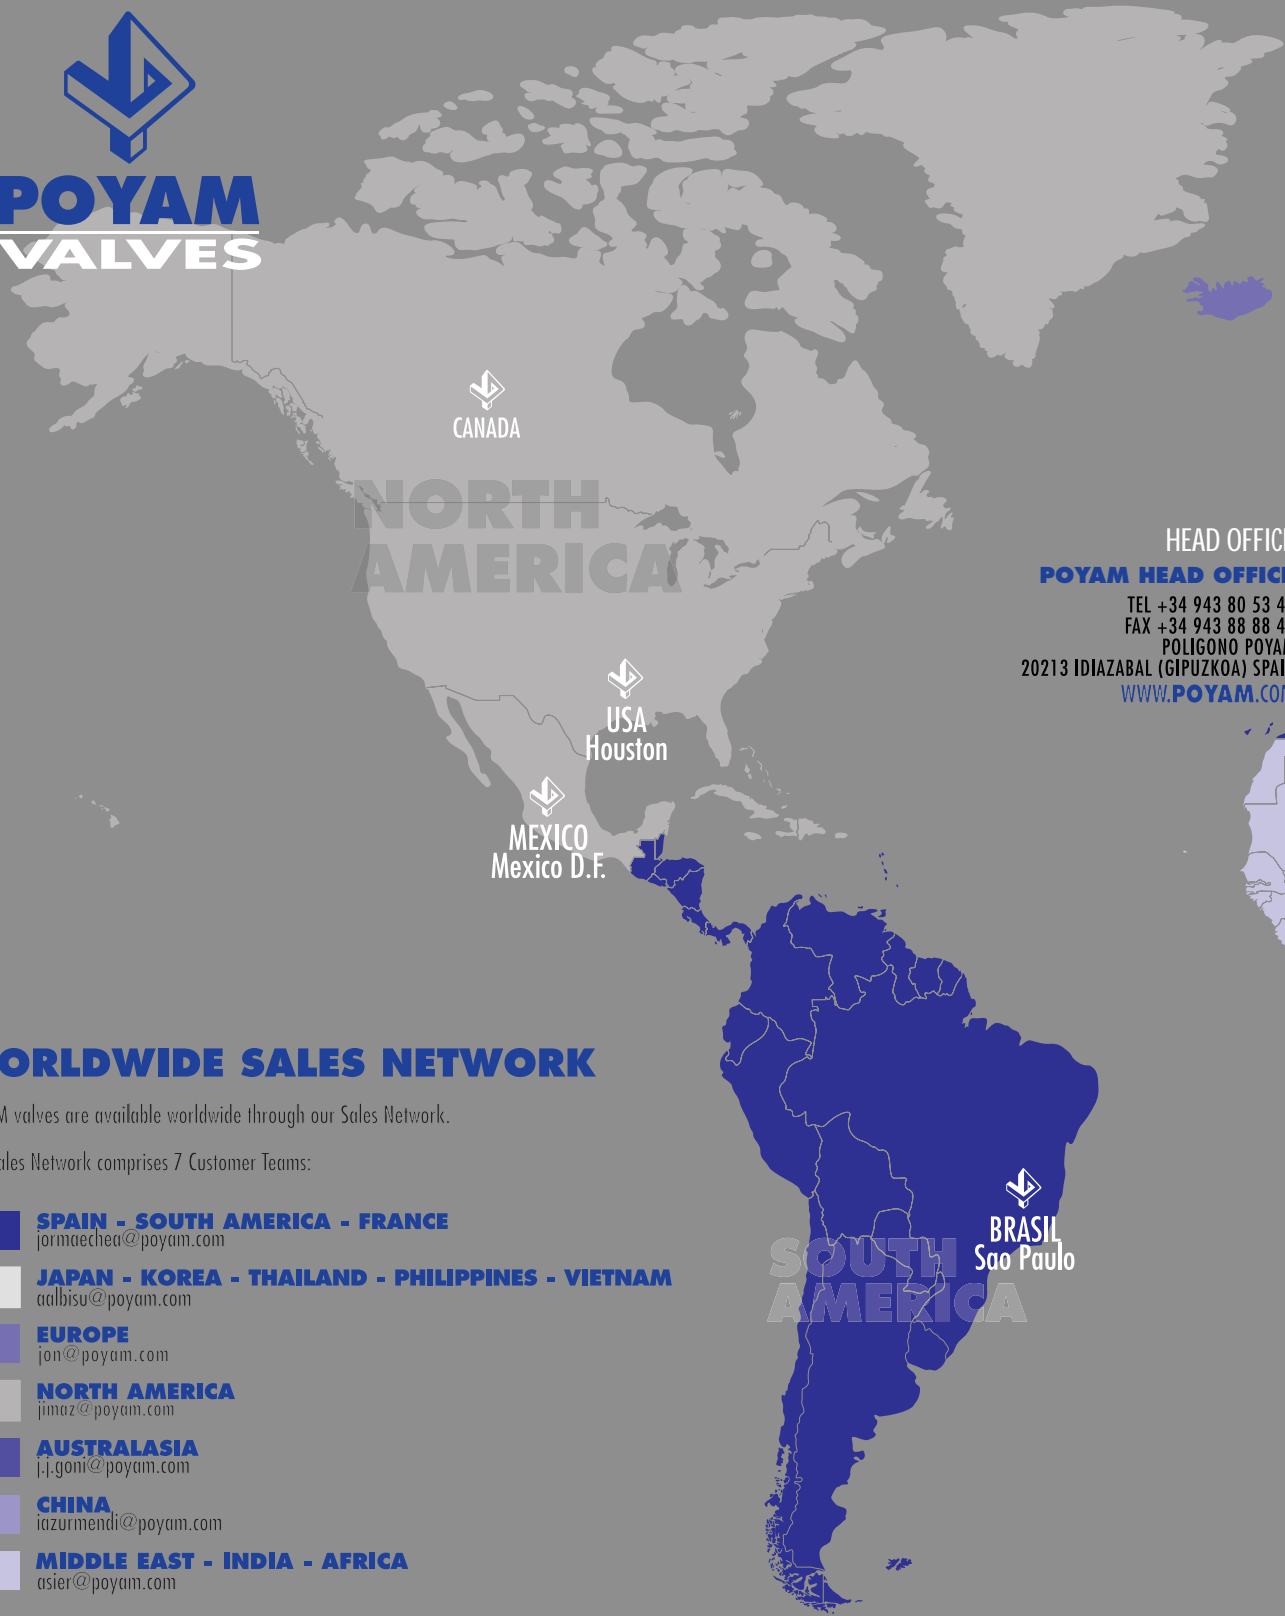 POYAM
VALVES
CANADA
NORTH
AMERICA
HEAD OFFIC
POYAM HEAD OFFIC
TEL +34 943 80 53 4
FAX +34 943 88 88 4
POLIGONO POYA
20213 IDIAZABAL (GIPUZKOA) SPAI
WWW.POYAM.CO
USA
Houston
MEXICO
Mexico D.F.
ORLDWIDE SALES NETWORK
M valves are available worldwide through our Sales Network.
ales Network comprises 7 Customer Teams:
SPAIN - SOUTH AMERICA - FRANCE
jormaechea@poyam.com
JAPAN - KOREA - THAILAND - PHILIPPINES - VIETNAM
aalbisu@poyam.com
EUROPE
jon@poyam.com
NORTH AMERICA
jimaz@poyam.com
AUSTRALASIA
j.j.goni@poyam.com
CHINA
iazurmendi@poyam.com
MIDDLE EAST - INDIA - AFRICA
asier@poyam.com
BRASIL
Sao Paulo
SOUTH
AMERICA